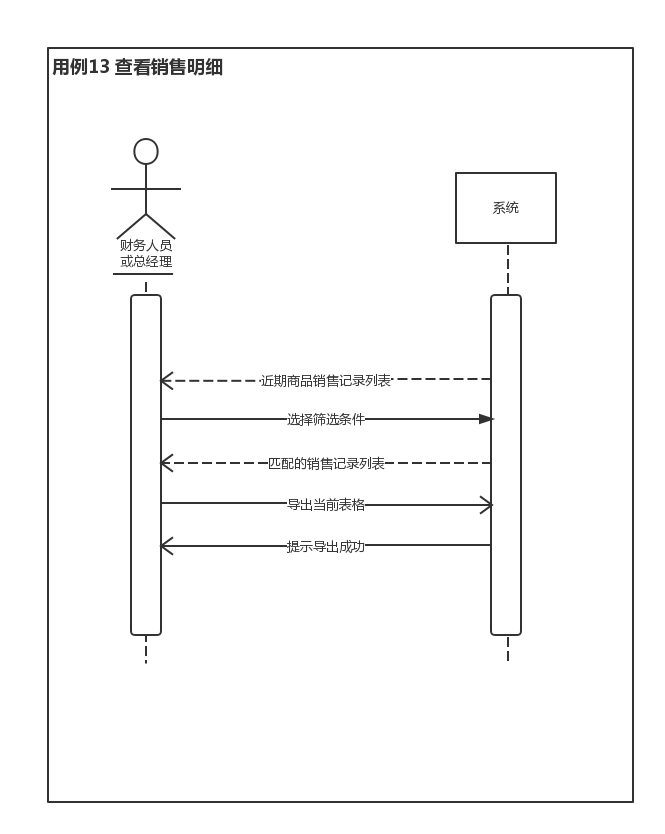 用例13 查看销售明细
财务人员
或总经理
系统
近期商品销售记录列表
选择筛选条件
匹配的销售记录列表
导出当前表格
提示导出成功